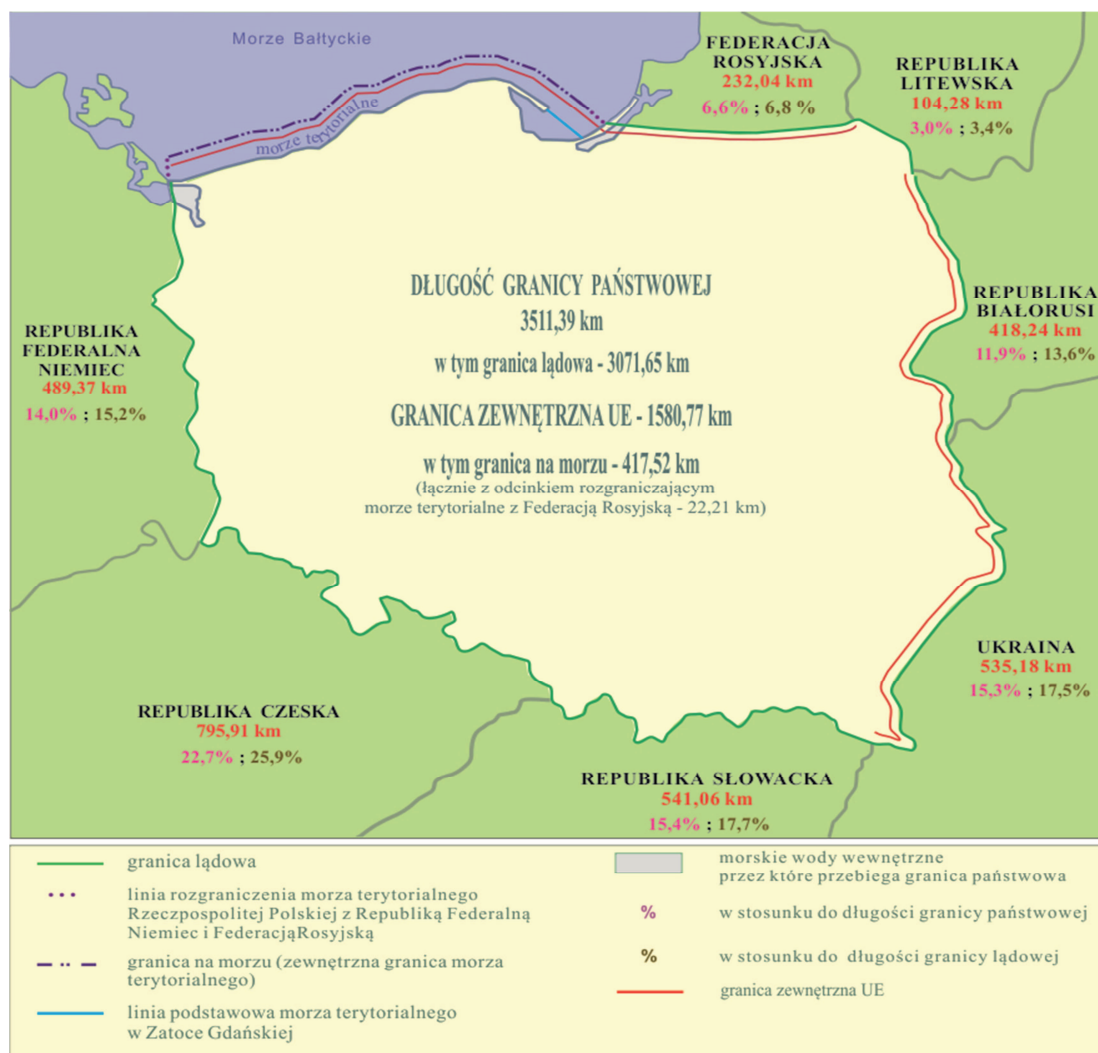 Morze Bałtyckie
morze terytorialne
FEDERACJA
ROSYJSKA
232,04 km
6,6% ; 6,8 %
REPUBLIKA
LITEWSKA
104,28 km
3,0% ; 3,4%
REPUBLIKA
FEDERALNA
NIEMIEC
489,37 km
14,0% ; 15,2%
DŁUGOŚĆ GRANICY PAŃSTWOWEJ
3511,39 km
w tym granica lądowa - 3071,65 km
GRANICA ZEWNĘTRZNA UE - 1580,77 km
w tym granica na morzu - 417,52 km
(łącznie z odcinkiem rozgraniczającym
morze terytorialne z Federacją Rosyjską - 22,21 km)
REPUBLIKA
BIAŁORUSI
418,24 km
11,9% ; 13,6%
UKRAINA
535,18 km
15,3% ; 17,5%
REPUBLIKA CZESKA
795,91 km
22,7% ; 25,9%
REPUBLIKA SŁOWACKA
541,06 km
15,4% ; 17,7%
granica lądowa
linia rozgraniczenia morza terytorialnego
Rzeczpospolitej Polskiej z Republiką Federalną
Niemiec i FederacjąRosyjską
granica na morzu (zewnętrzna granica morza
terytorialnego)
linia podstawowa morza terytorialnego
w Zatoce Gdańskiej
morskie wody wewnętrzne
przez które przebiega granica państwowa
% w stosunku do długości granicy państwowej
% w stosunku do długości granicy lądowej
granica zewnętrzna UE